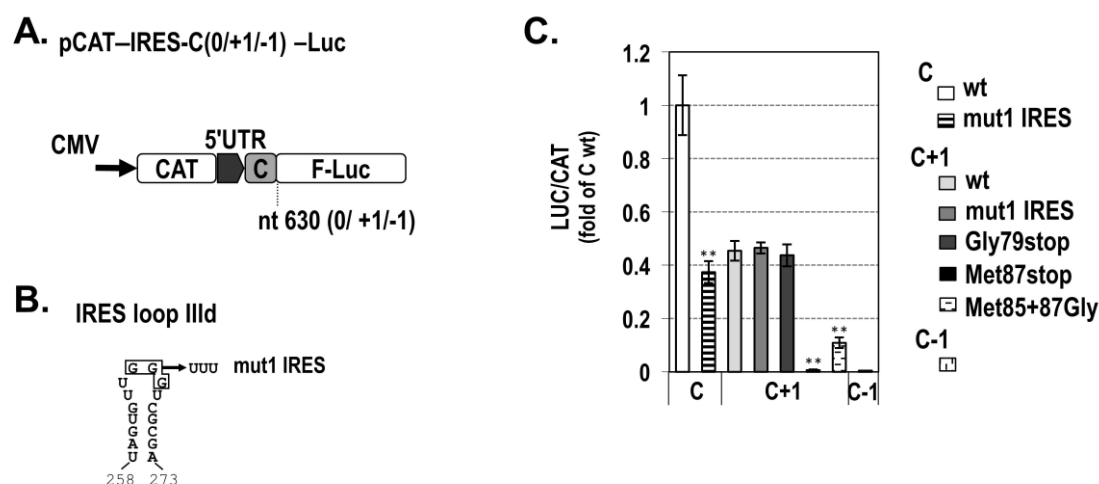 A. pCAT–IRES-C(0/+1/-1) –Luc
CMV
5'UTR
CAT
C
F-Luc
nt 630 (0/ +1/-1)
B. IRES loop IIId
G G
UUU mut1 IRES
U G
U U
G C
U G
G C
A G
U A
258 273
C.
LUC/CAT
(fold of C wt)
1.2
1
0.8
0.6
0.4
0.2
0
**
**
**
C
C+1
C-1
C
wt
mut1 IRES
C+1
wt
mut1 IRES
Gly79stop
Met87stop
Met85+87Gly
C-1